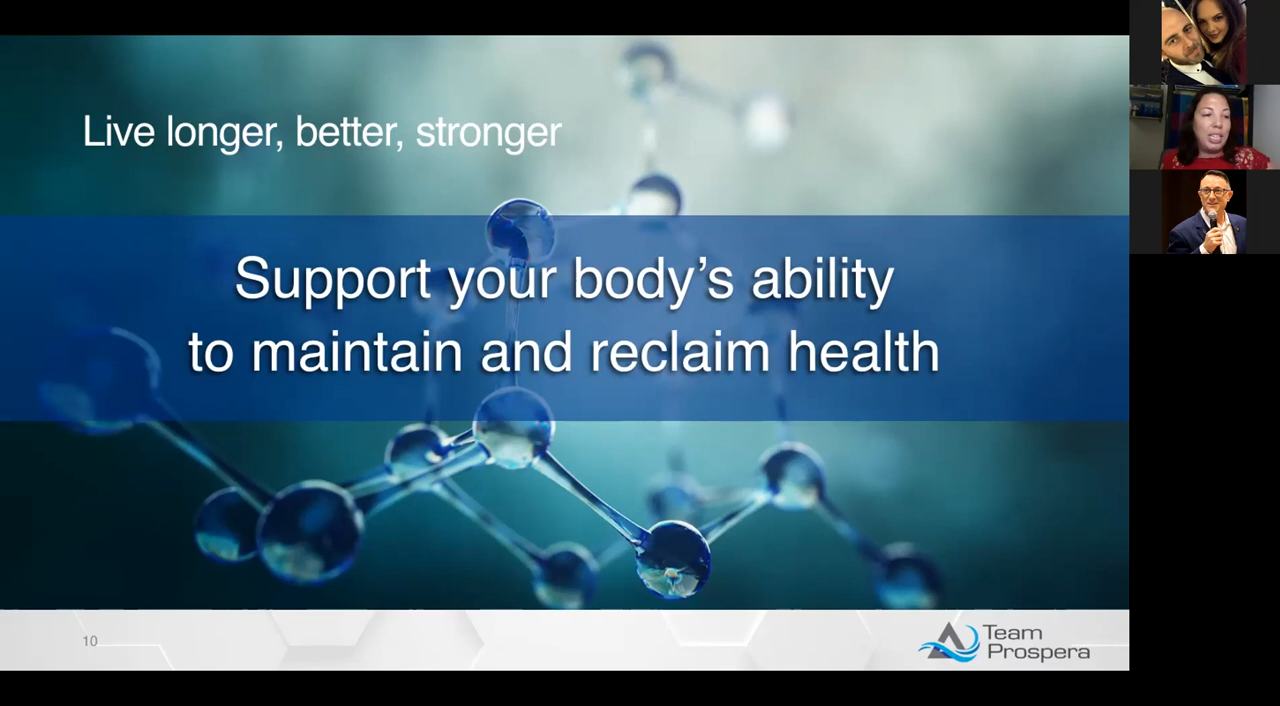 Live longer, better, stronger
Support your body’s ability
to maintain and reclaim health
10
Team
Prospera